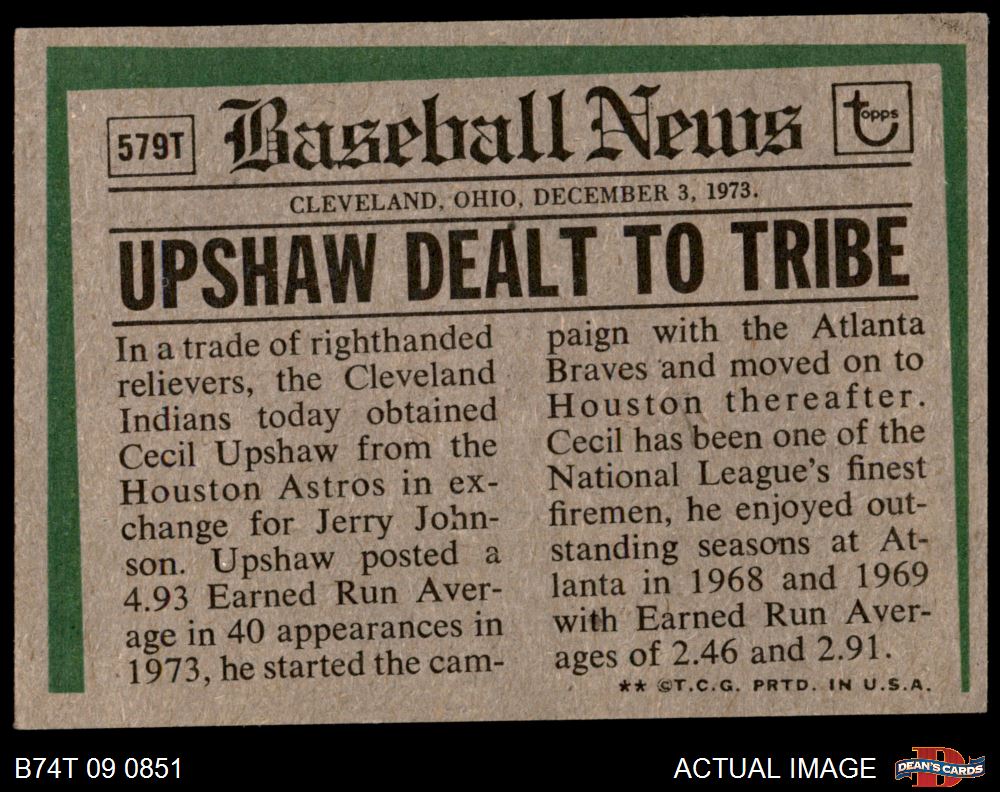 579T
Baseball News
topps
CLEVELAND, OHIO, DECEMBER 3, 1973.
UPSHAW DEALT TO TRIBE
In a trade of righthanded
relievers, the Cleveland
Indians today obtained
Cecil Upshaw from the
Houston Astros in ex-
change for Jerry John-
son. Upshaw posted a
4.93 Earned Run Aver-
age in 40 appearances in
1973, he started the cam-
paign with the Atlanta
Braves and moved on to
Houston thereafter.
Cecil has been one of the
National League's finest
firemen, he enjoyed out-
standing seasons at At-
lanta in 1968 and 1969
with Earned Run Aver-
ages of 2.46 and 2.91.
** ©T.C.G. PRTD. IN U.S.A.
B74T 09 0851
ACTUAL IMAGE
DEAN'S CARDS